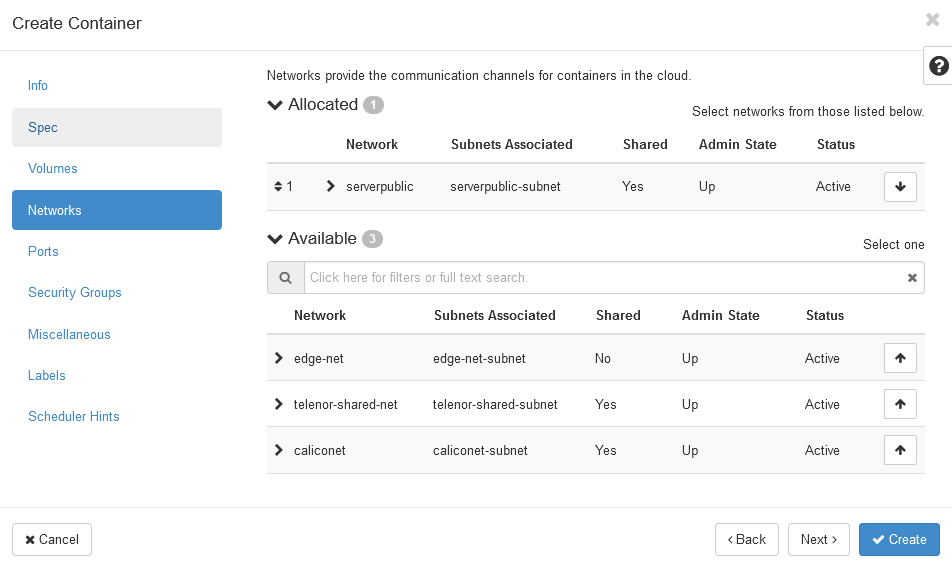 Create Container
Info
Spec
Volumes
Networks
Ports
Security Groups
Miscellaneous
Labels
Scheduler Hints
Networks provide the communication channels for containers in the cloud.
Allocated 1
Select networks from those listed below.
Network Subnets Associated Shared Admin State Status
1 serverpublic serverpublic-subnet Yes Up Active
Available 3
Select one
Click here for filters or full text search.
Network Subnets Associated Shared Admin State Status
edge-net edge-net-subnet No Up Active
telenor-shared-net telenor-shared-subnet Yes Up Active
caliconet caliconet-subnet Yes Up Active
Cancel
Back
Next
Create